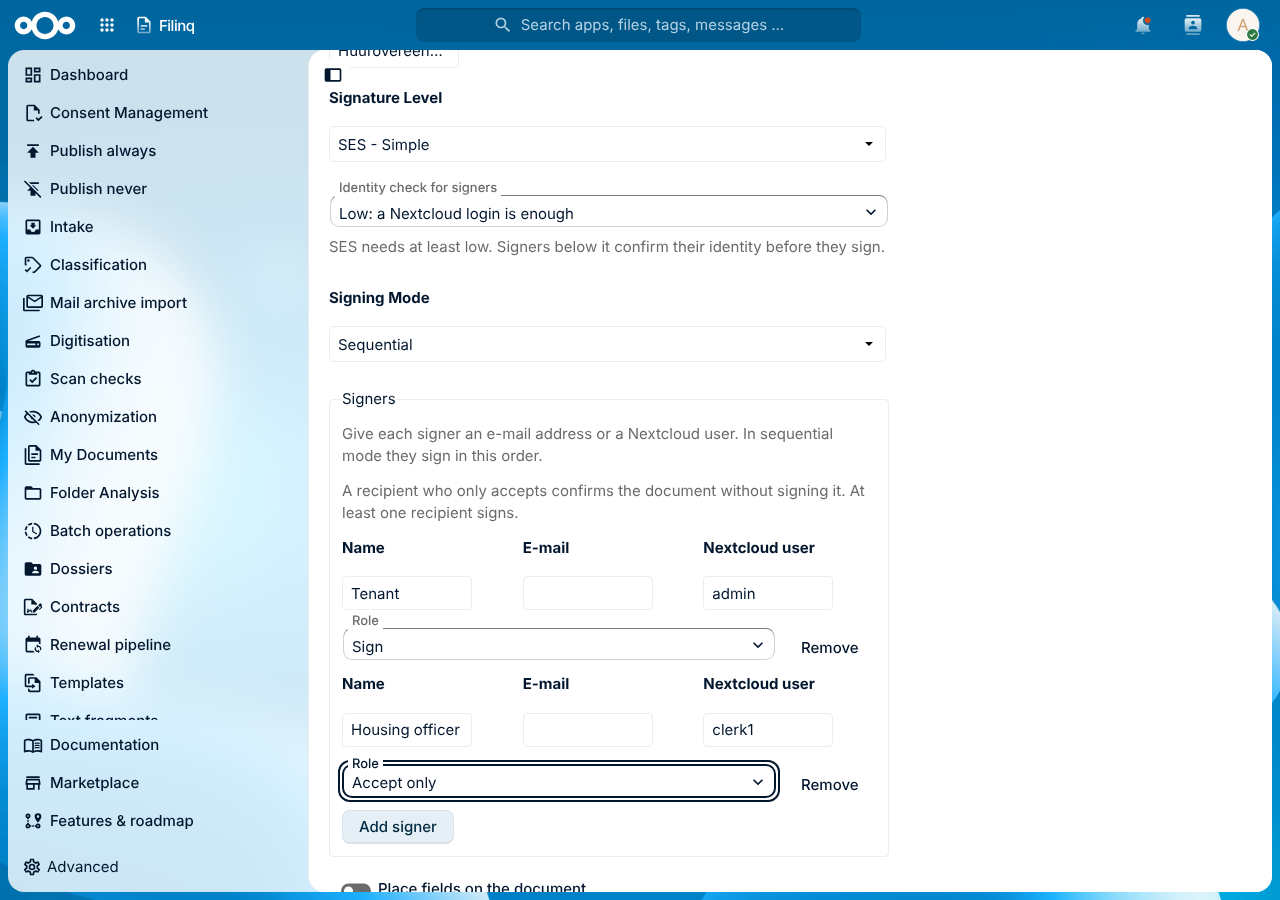 Filinq
Search apps, files, tags, messages ...
A
Dashboard
Consent Management
Publish always
Publish never
Intake
Classification
Mail archive import
Digitisation
Scan checks
Anonymization
My Documents
Folder Analysis
Batch operations
Dossiers
Contracts
Renewal pipeline
Templates
Text fragments
Documentation
Marketplace
Features & roadmap
Advanced
Huurovereen...
Signature Level
SES - Simple
Identity check for signers
Low: a Nextcloud login is enough
SES needs at least low. Signers below it confirm their identity before they sign.
Signing Mode
Sequential
Signers
Give each signer an e-mail address or a Nextcloud user. In sequential
mode they sign in this order.
A recipient who only accepts confirms the document without signing it. At
least one recipient signs.
Name E-mail Nextcloud user
Tenant admin
Role
Sign Remove
Name E-mail Nextcloud user
Housing officer clerk1
Role
Accept only Remove
Add signer
Place fields on the document